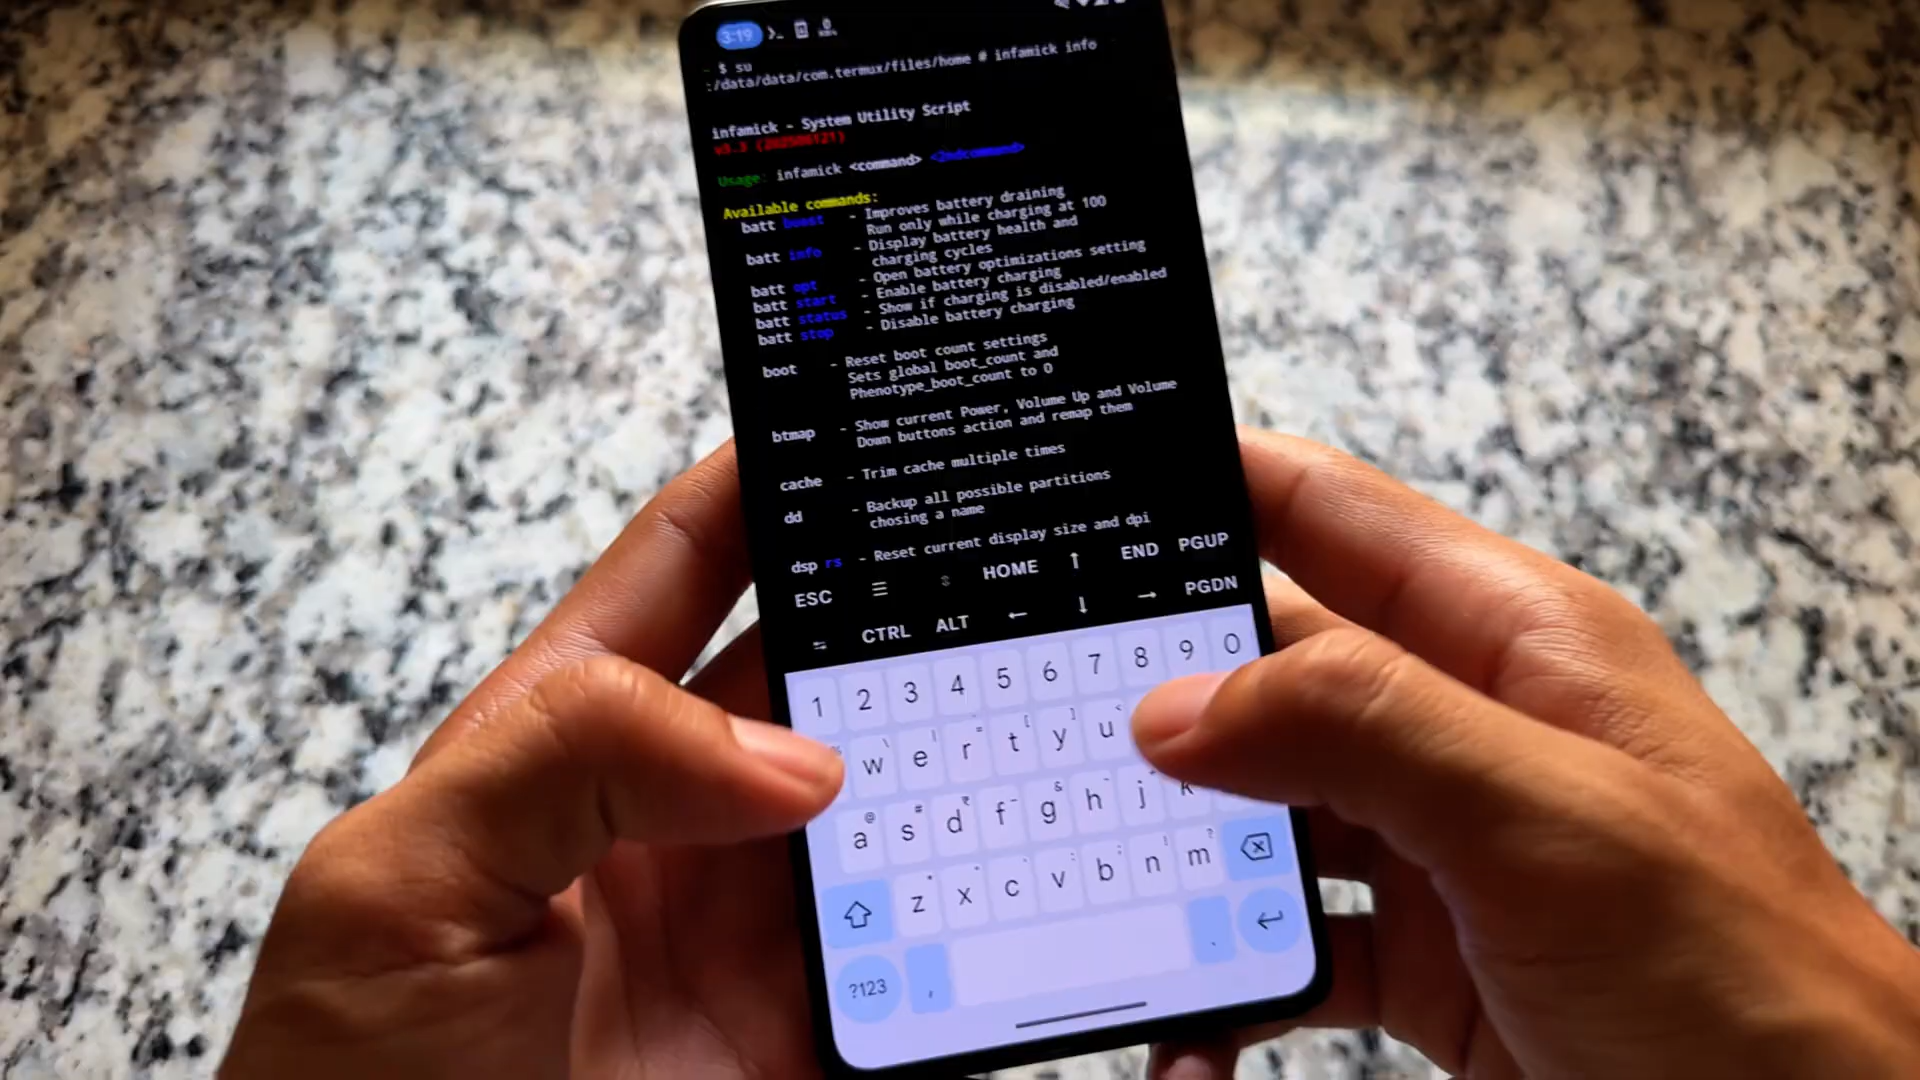 3:19
~ $ su
:/data/data/com.termux/files/home # infamick info
infamick - System Utility Script
Usage: infamick <command> <2ndcommand>
Available commands:
batt boost - Improves battery draining
Run only while charging at 100
batt info - Display battery health and
charging cycles
batt opt - Open battery optimizations setting
batt start - Enable battery charging
batt status - Show if charging is disabled/enabled
batt stop - Disable battery charging
boot - Reset boot count settings
Sets global boot_count and
Phenotype_boot_count to 0
btmap - Show current Power, Volume Up and Volume
Down buttons action and remap them
cache - Trim cache multiple times
dd - Backup all possible partitions
chosing a name
dsp rs - Reset current display size and dpi
ESC ☰ HOME ↑ END PGUP
⇆ CTRL ALT ← ↓ → PGDN
1 2 3 4 5 6 7 8 9 0
w e r t y u
a s d f g h j k
z x c v b n m
?123 , .